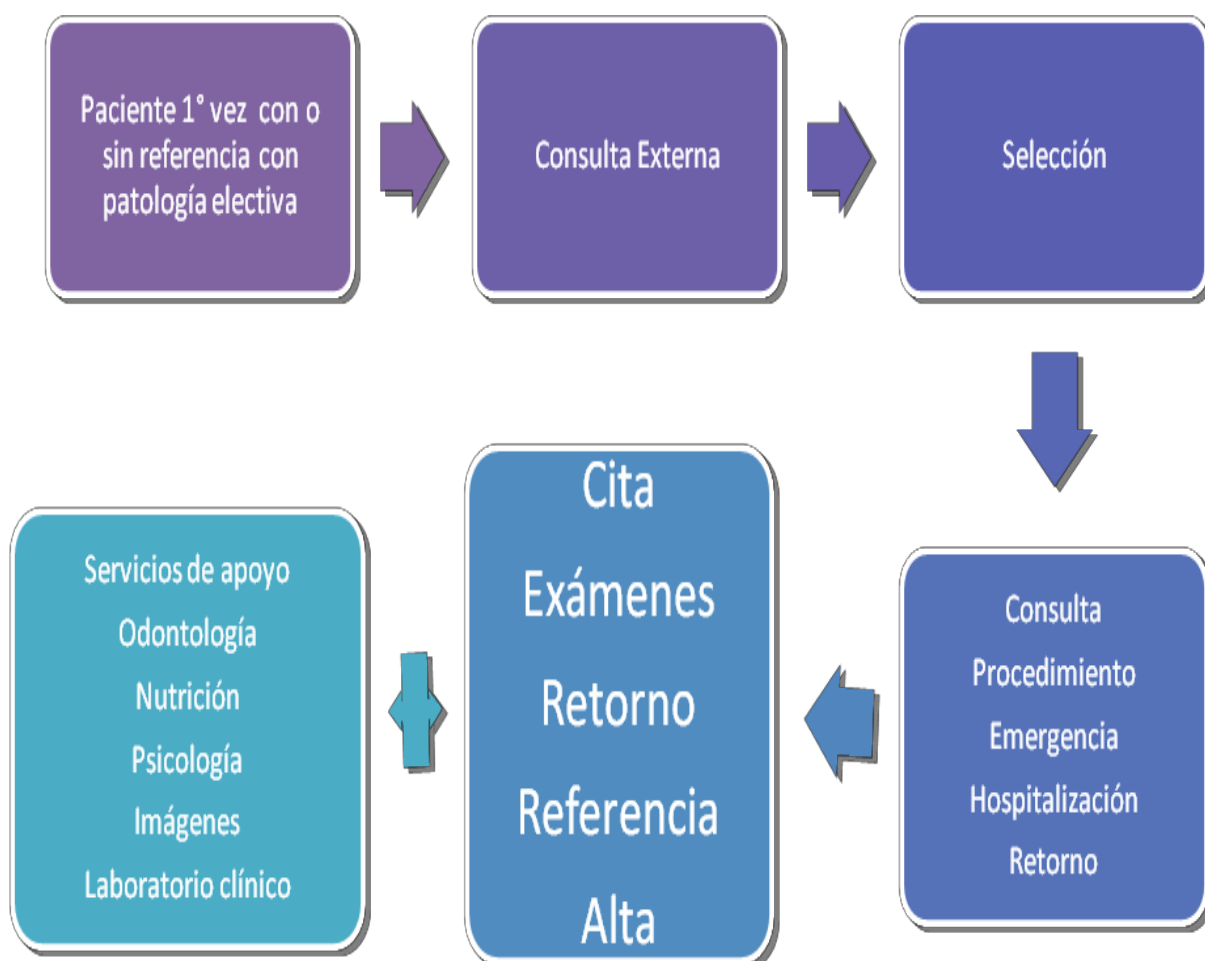 Paciente 1° vez con o
sin referencia con
patología electiva
Consulta Externa
Selección
Consulta
Procedimiento
Emergencia
Hospitalización
Retorno
Cita
Exámenes
Retorno
Referencia
Alta
Servicios de apoyo
Odontología
Nutrición
Psicología
Imágenes
Laboratorio clínico